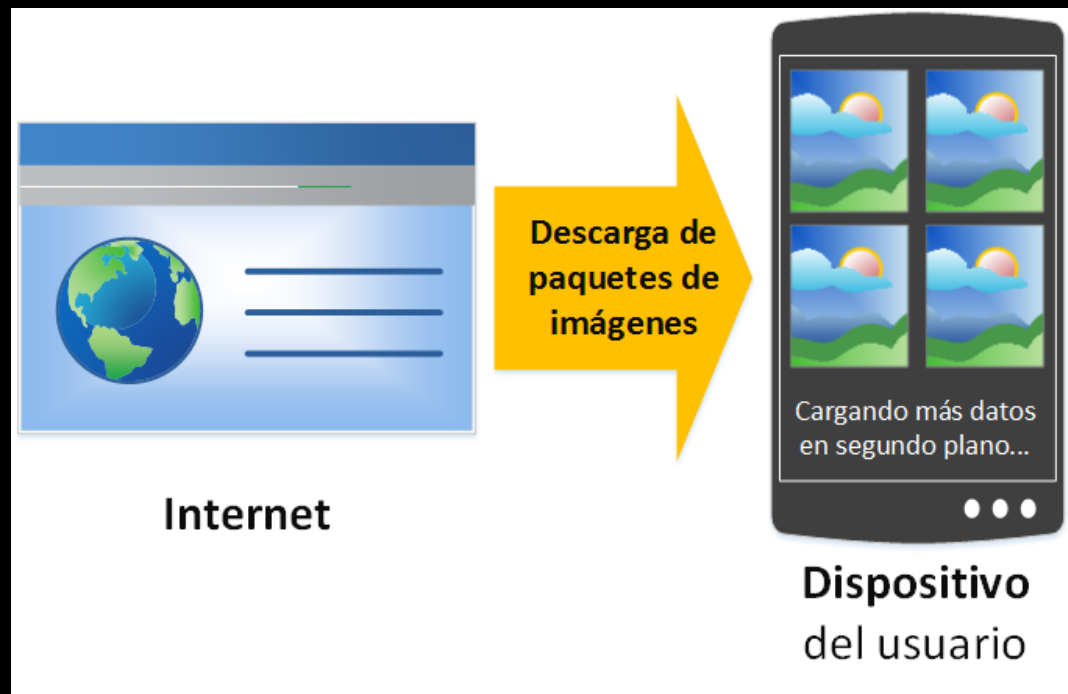 Descarga de
paquetes de
imágenes
Cargando más datos
en segundo plano...
Internet
Dispositivo
del usuario